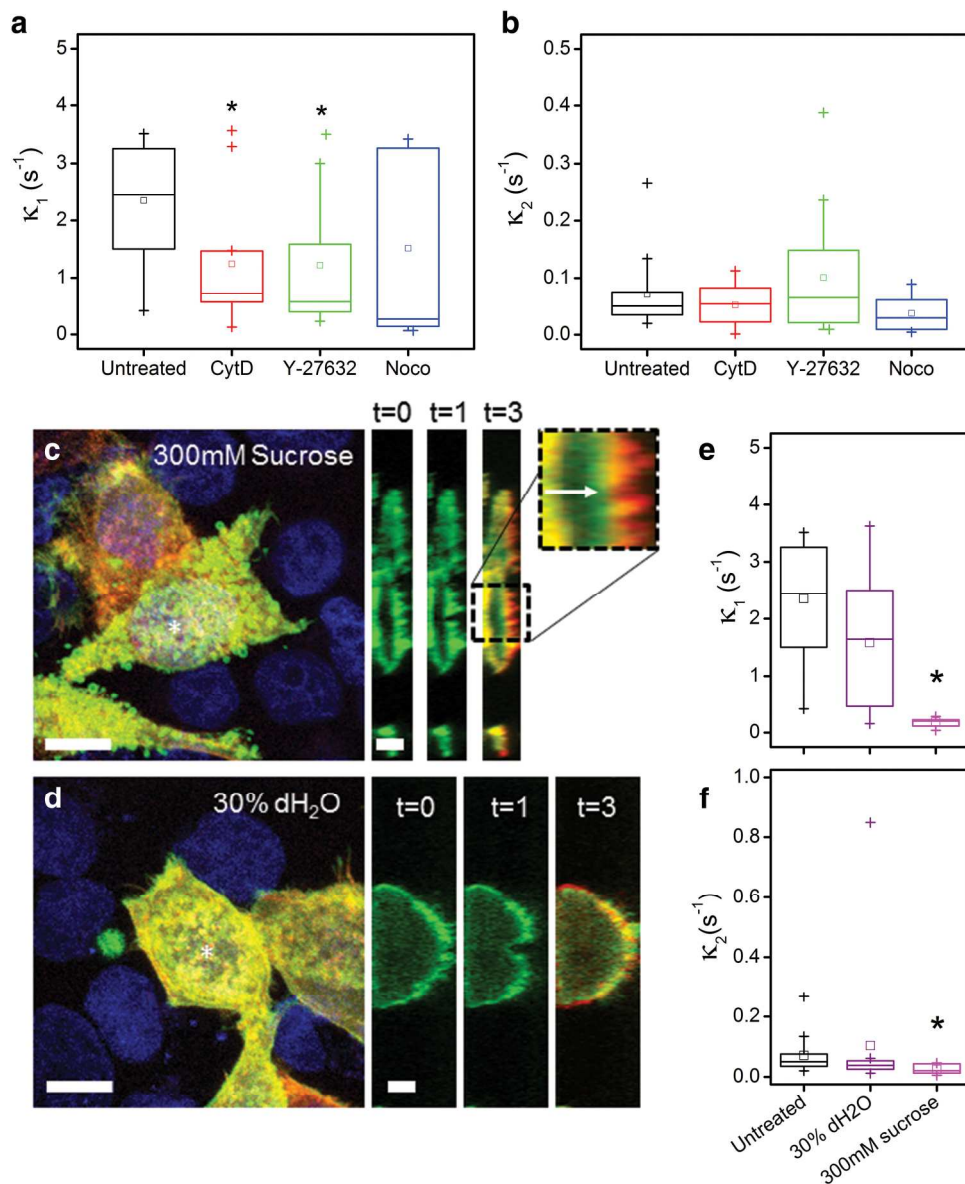 a
b
5
4
3
2
1
0
κ1 (s-1)
* *
Untreated CytD Y-27632 Noco
0.5
0.4
0.3
0.2
0.1
0.0
κ2 (s-1)
Untreated CytD Y-27632 Noco
c
300mM Sucrose
*
t=0 t=1 t=3
d
30% dH2O
*
t=0 t=1 t=3
e
5
4
3
2
1
0
κ1 (s-1)
*
f
1.0
0.8
0.6
0.4
0.2
0.0
κ2(s-1)
*
Untreated
30% dH2O
300mM sucrose